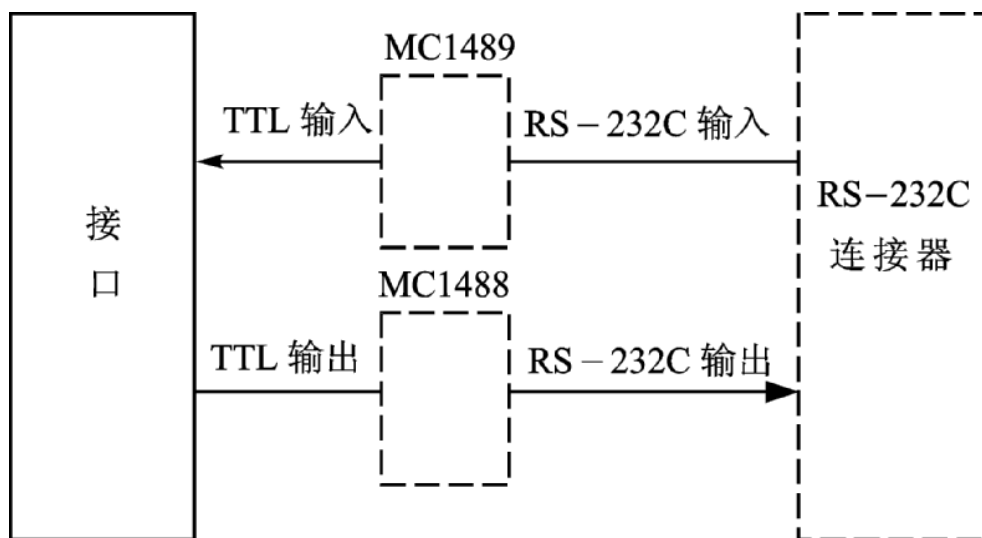 MC1489
TTL 输入
RS-232C 输入
接
口
RS-232C
连接器
MC1488
TTL 输出
RS-232C 输出